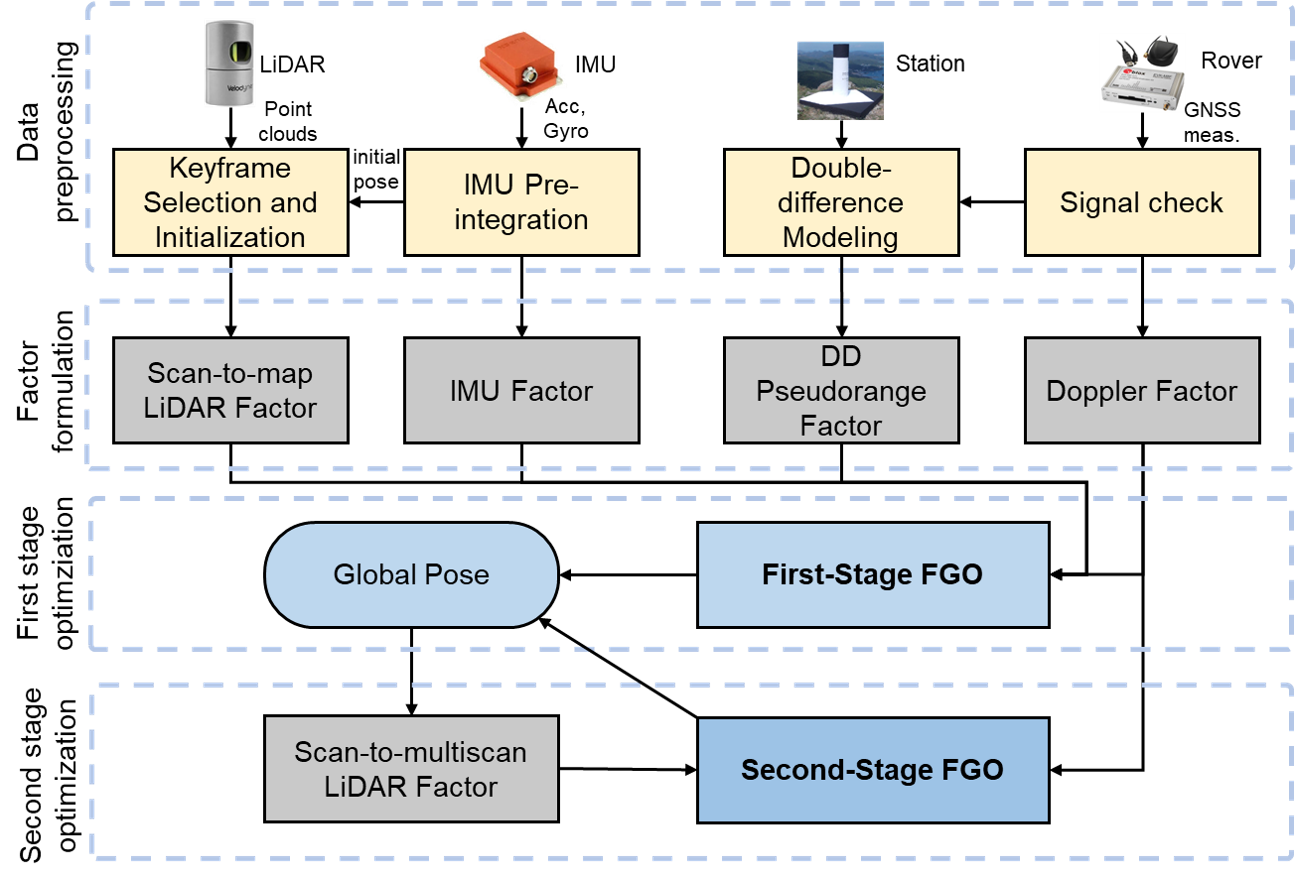 Data
preprocessing
LiDAR
Point
clouds
IMU
Acc,
Gyro
Station
Rover
GNSS
meas.
Velodyne
Keyframe
Selection and
Initialization
initial
pose
IMU Pre-
integration
Double-
difference
Modeling
Signal check
Factor
formulation
Scan-to-map
LiDAR Factor
IMU Factor
DD
Pseudorange
Factor
Doppler Factor
First stage
optimziation
Global Pose
First-Stage FGO
Second stage
optimization
Scan-to-multiscan
LiDAR Factor
Second-Stage FGO